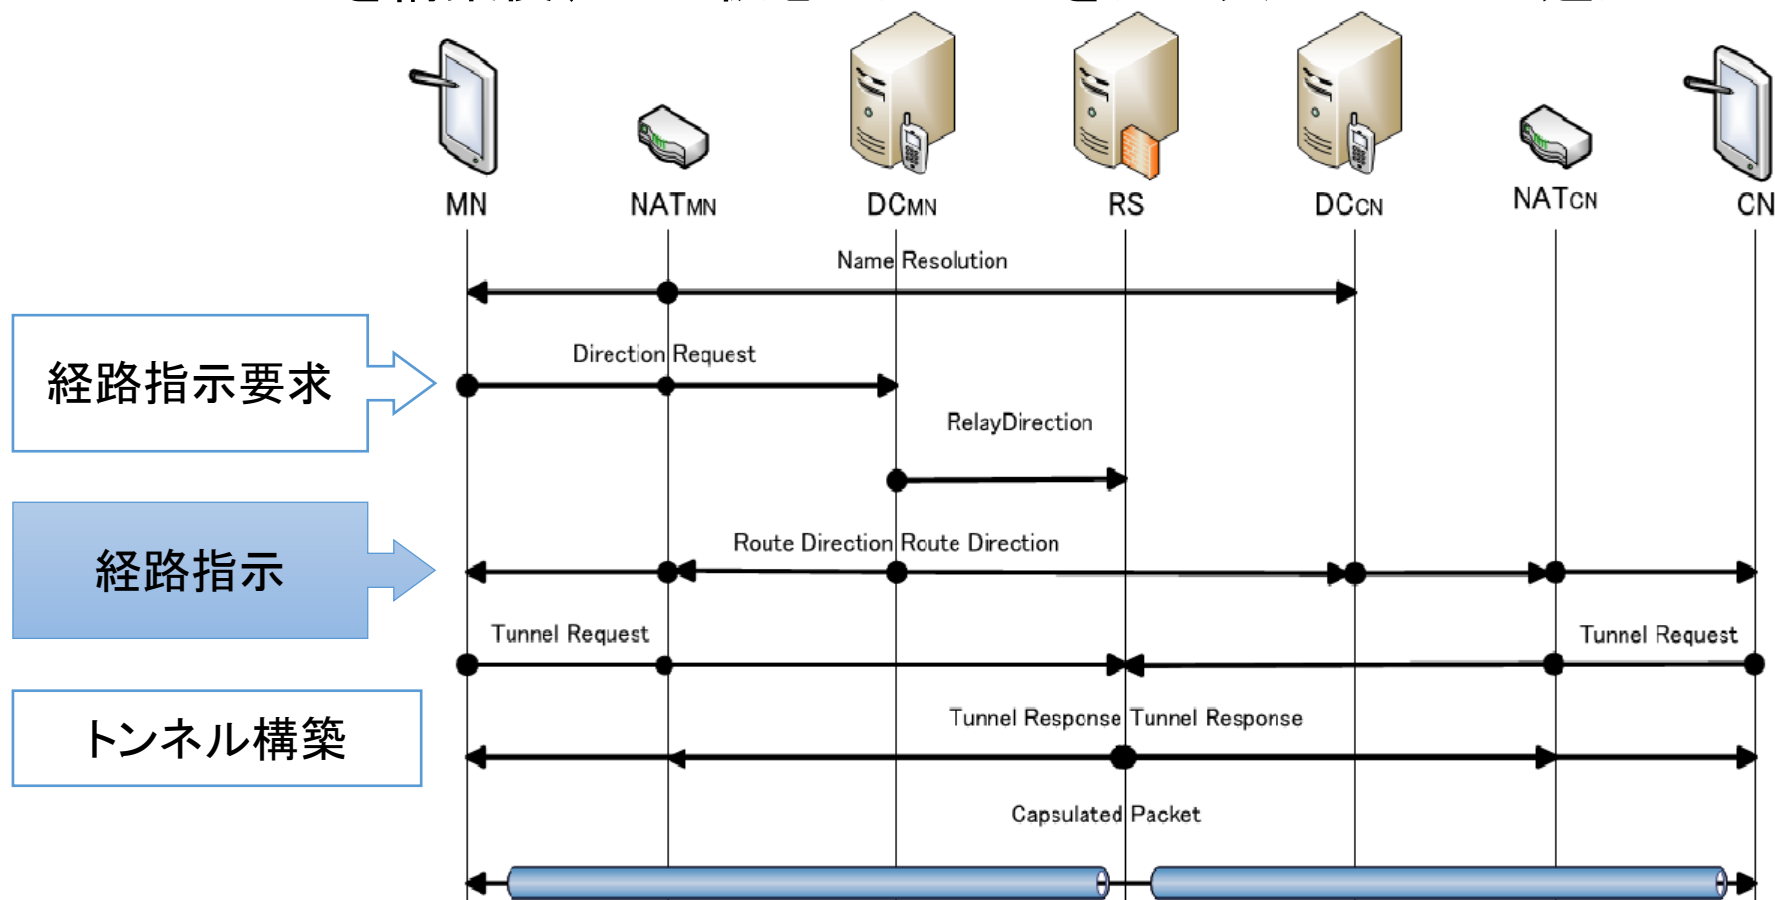 MN
NATMN
DCMN
RS
DCCN
NATCN
CN
Name Resolution
経路指示要求
Direction Request
RelayDirection
経路指示
Route Direction Route Direction
Tunnel Request
Tunnel Request
トンネル構築
Tunnel Response Tunnel Response
Capsulated Packet